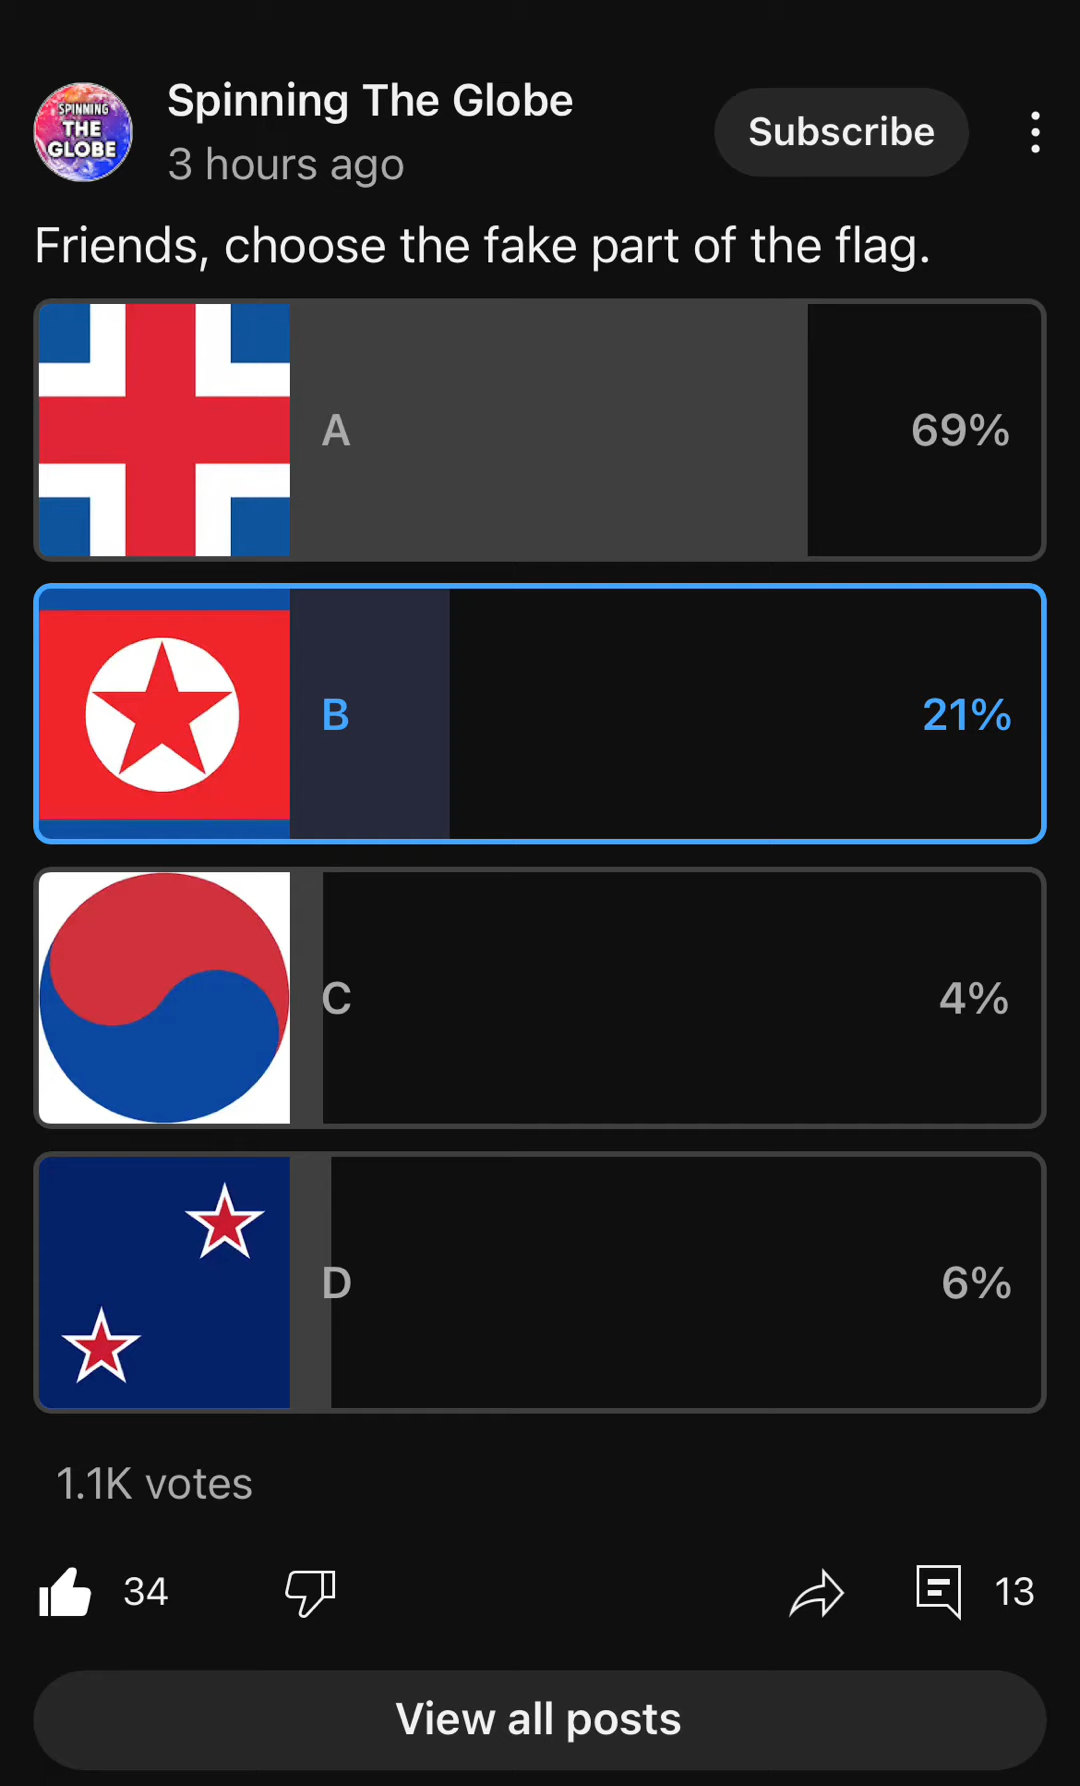 SPINNING
THE
GLOBE
Spinning The Globe
3 hours ago
Subscribe
Friends, choose the fake part of the flag.
A
69%
B
21%
C
4%
D
6%
1.1K votes
34
13
View all posts